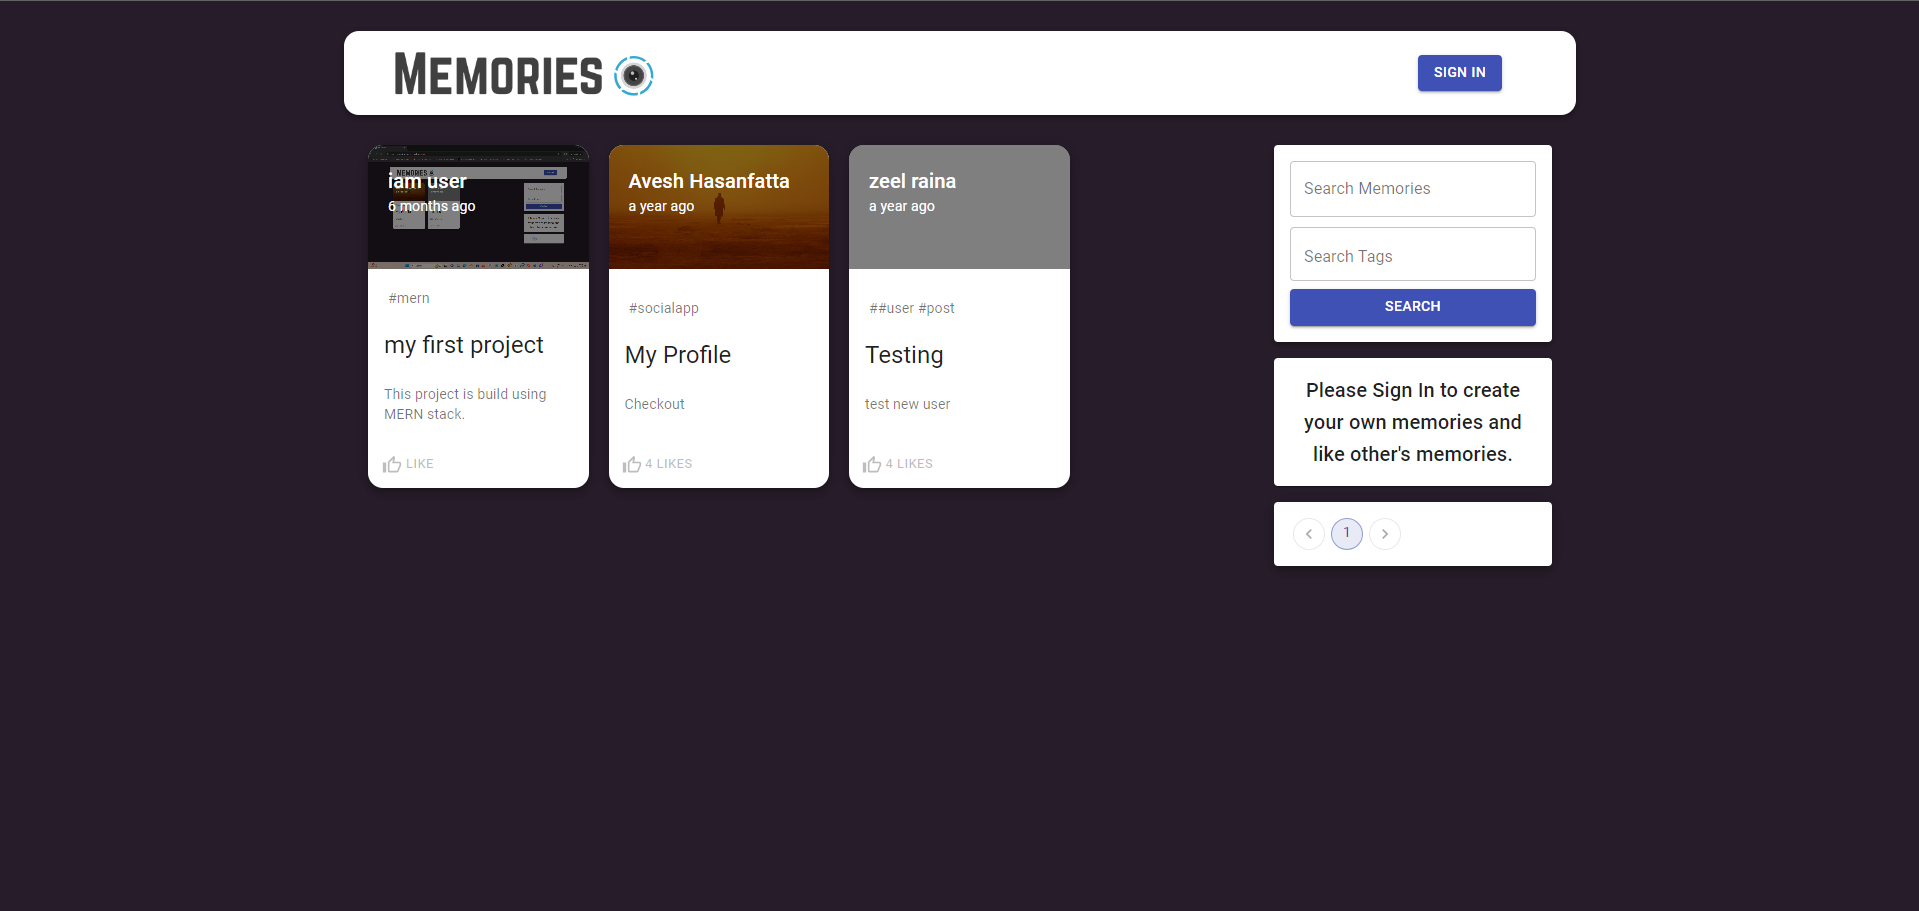 MEMORIES
SIGN IN
iam user
6 months ago
#mern
my first project
This project is build using
MERN stack.
LIKE
Avesh Hasanfatta
a year ago
#socialapp
My Profile
Checkout
4 LIKES
zeel raina
a year ago
##user #post
Testing
test new user
4 LIKES
Search Memories
Search Tags
SEARCH
Please Sign In to create
your own memories and
like other's memories.
1